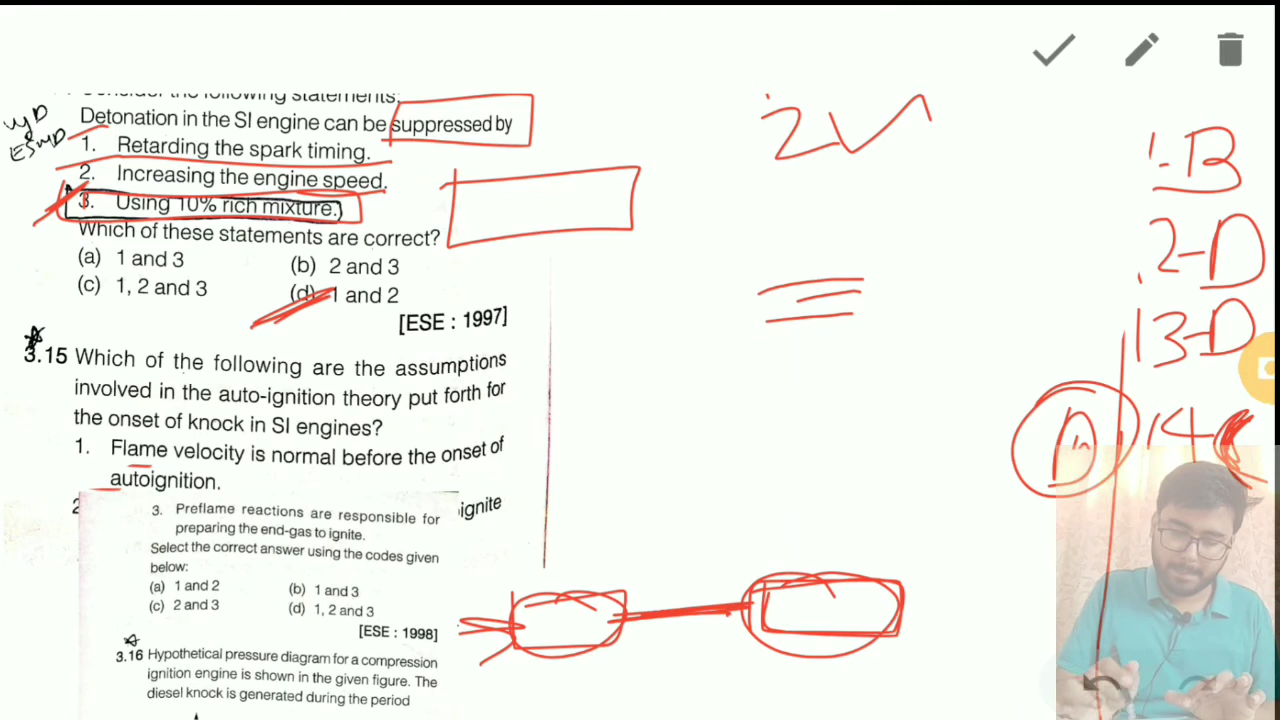 Consider the following statements:
Detonation in the SI engine can be suppressed by
1. Retarding the spark timing.
2. Increasing the engine speed.
3. Using 10% rich mixture.
Which of these statements are correct?
(a) 1 and 3
(b) 2 and 3
(c) 1, 2 and 3
(d) 1 and 2
[ESE : 1997]
3.15 Which of the following are the assumptions
involved in the auto-ignition theory put forth for
the onset of knock in SI engines?
1. Flame velocity is normal before the onset of
autoignition.
2
ignite
3. Preflame reactions are responsible for
preparing the end-gas to ignite.
Select the correct answer using the codes given
below:
(a) 1 and 2
(b) 1 and 3
(c) 2 and 3
(d) 1, 2 and 3
[ESE : 1998]
3.16 Hypothetical pressure diagram for a compression
ignition engine is shown in the given figure. The
diesel knock is generated during the period
2
1-B
2-D
13-D
14
D